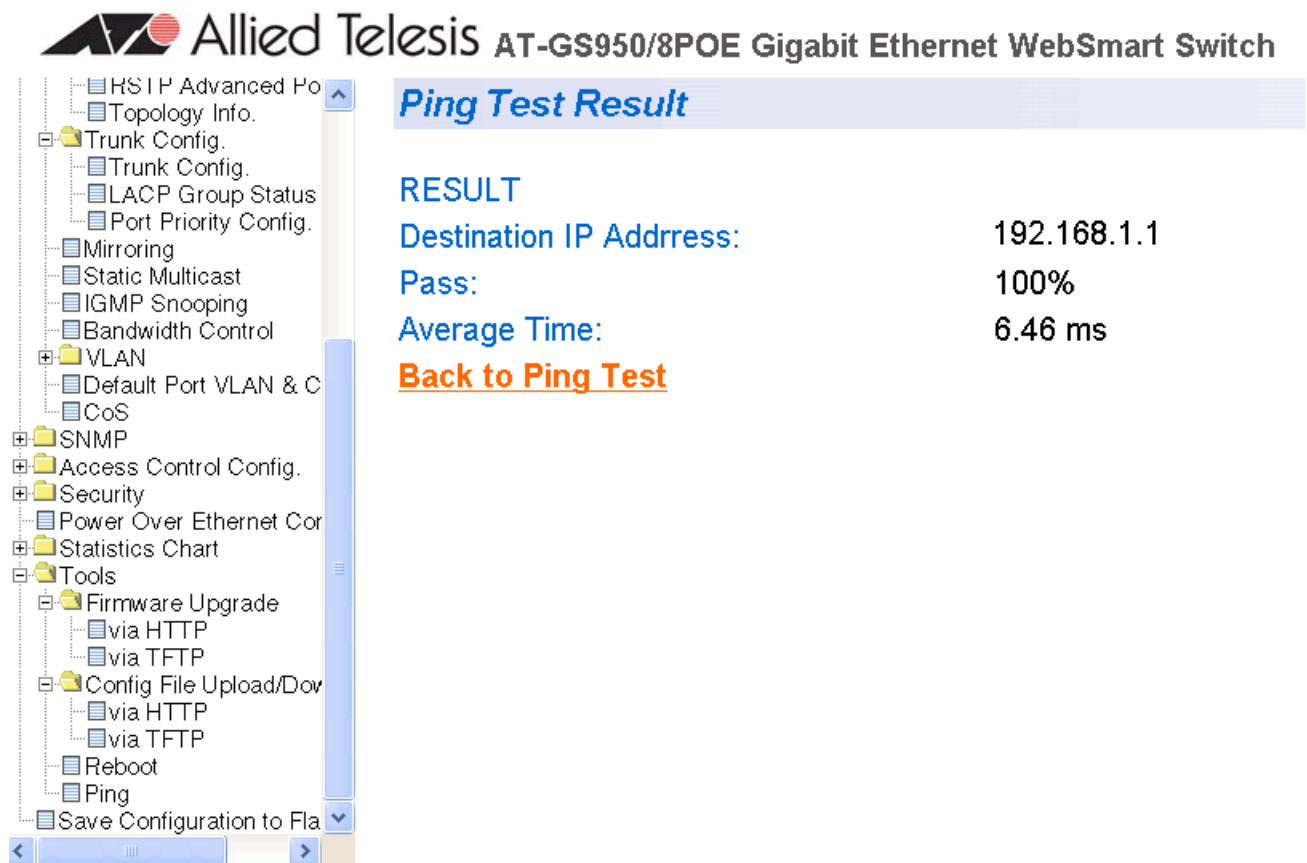 Allied Telesis AT-GS950/8POE Gigabit Ethernet WebSmart Switch
RSTP Advanced Po
Topology Info.
Trunk Config.
Trunk Config.
LACP Group Status
Port Priority Config.
Mirroring
Static Multicast
IGMP Snooping
Bandwidth Control
VLAN
Default Port VLAN & C
CoS
SNMP
Access Control Config.
Security
Power Over Ethernet Cor
Statistics Chart
Tools
Firmware Upgrade
via HTTP
via TFTP
Config File Upload/Dow
via HTTP
via TFTP
Reboot
Ping
Save Configuration to Fla
Ping Test Result
RESULT
Destination IP Addrress: 192.168.1.1
Pass: 100%
Average Time: 6.46 ms
Back to Ping Test